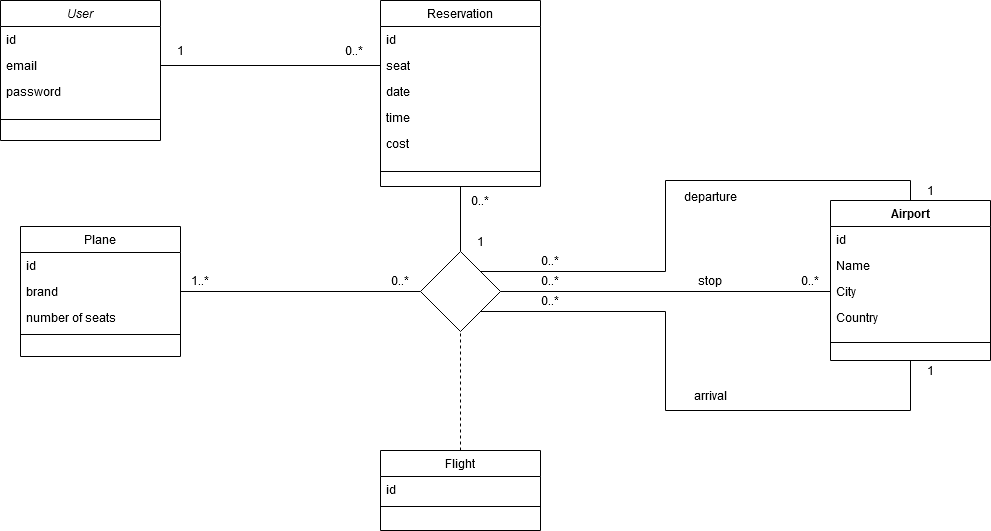 User
id
email
password
1
0..*
Reservation
id
seat
date
time
cost
0..*
1
Plane
id
brand
number of seats
1..*
0..*
0..*
0..*
0..*
departure
stop
arrival
0..*
1
Airport
id
Name
City
Country
1
Flight
id